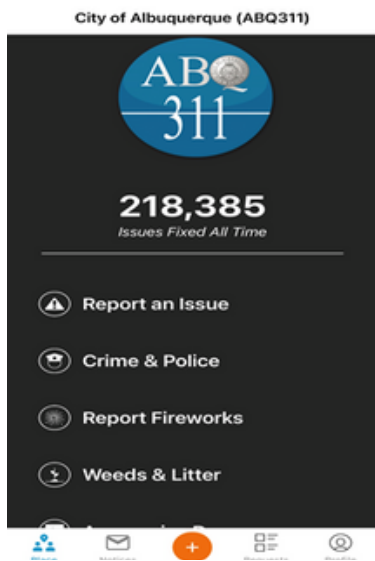 City of Albuquerque (ABQ311)
ABQ
311
218,385
Issues Fixed All Time
Report an Issue
Crime & Police
Report Fireworks
Weeds & Litter